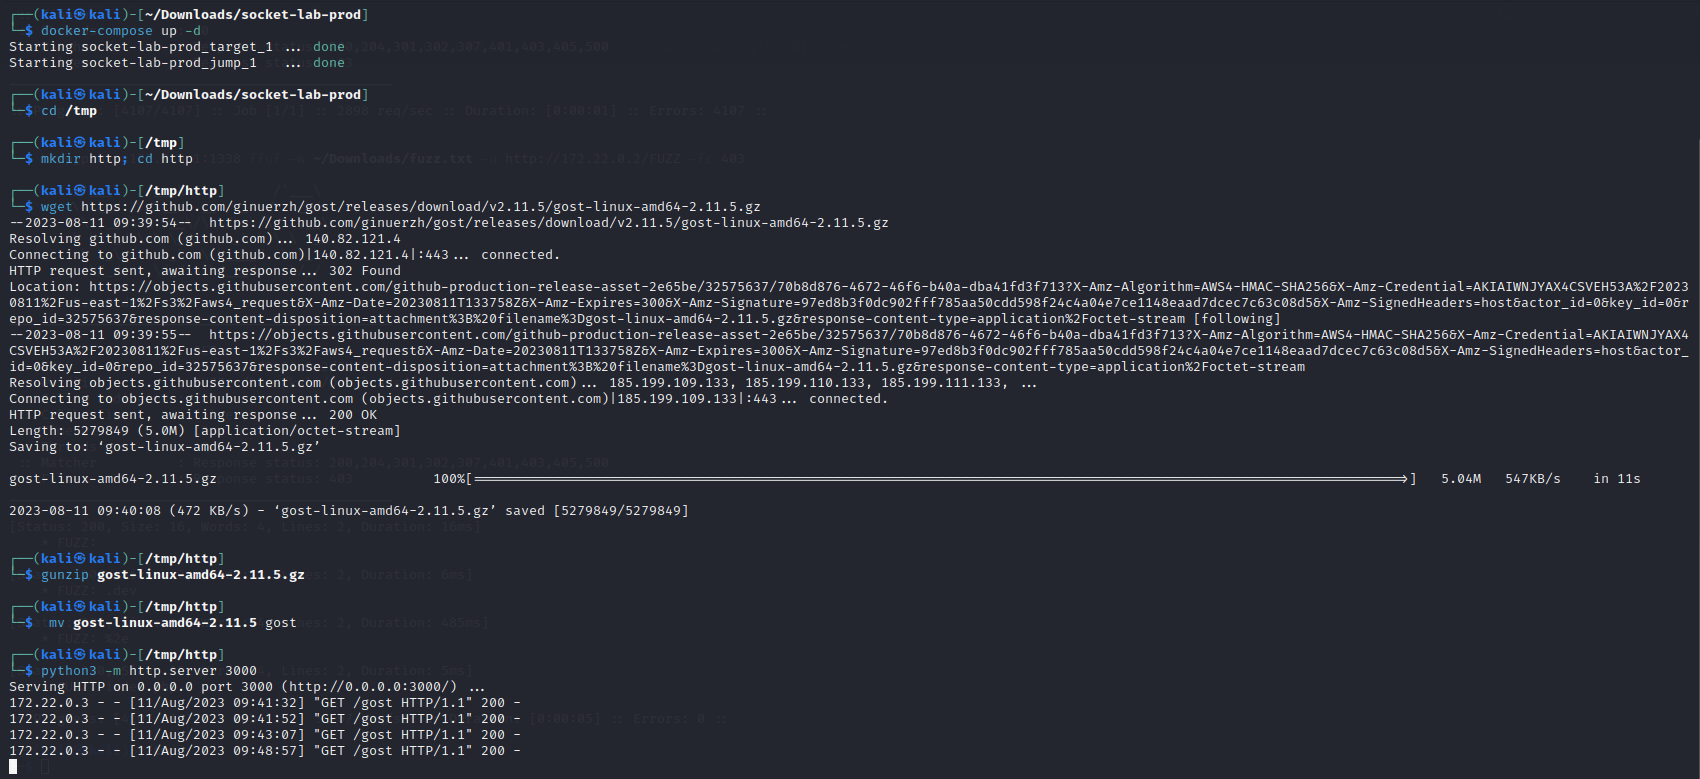 ┌──(kali㉿kali)-[~/Downloads/socket-lab-prod]
└─$ docker-compose up -d
Starting socket-lab-prod_target_1 ... done
Starting socket-lab-prod_jump_1   ... done
┌──(kali㉿kali)-[~/Downloads/socket-lab-prod]
└─$ cd /tmp
┌──(kali㉿kali)-[/tmp]
└─$ mkdir http; cd http
┌──(kali㉿kali)-[/tmp/http]
└─$ wget https://github.com/ginuerzh/gost/releases/download/v2.11.5/gost-linux-amd64-2.11.5.gz
--2023-08-11 09:39:54--  https://github.com/ginuerzh/gost/releases/download/v2.11.5/gost-linux-amd64-2.11.5.gz
Resolving github.com (github.com)... 140.82.121.4
Connecting to github.com (github.com)|140.82.121.4|:443... connected.
HTTP request sent, awaiting response... 302 Found
Location: https://objects.githubusercontent.com/github-production-release-asset-2e65be/32575637/70b8d876-4672-46f6-b40a-dba41fd3f713?X-Amz-Algorithm=AWS4-HMAC-SHA256&X-Amz-Credential=AKIAIWNJYAX4CSVEH53A%2F2023
0811%2Fus-east-1%2Fs3%2Faws4_request&X-Amz-Date=20230811T133758Z&X-Amz-Expires=300&X-Amz-Signature=97ed8b3f0dc902fff785aa50cdd598f24c4a04e7ce1148eaad7dcec7c63c08d5&X-Amz-SignedHeaders=host&actor_id=0&key_id=0&r
epo_id=32575637&response-content-disposition=attachment%3B%20filename%3Dgost-linux-amd64-2.11.5.gz&response-content-type=application%2Foctet-stream [following]
--2023-08-11 09:39:55--  https://objects.githubusercontent.com/github-production-release-asset-2e65be/32575637/70b8d876-4672-46f6-b40a-dba41fd3f713?X-Amz-Algorithm=AWS4-HMAC-SHA256&X-Amz-Credential=AKIAIWNJYAX4
CSVEH53A%2F20230811%2Fus-east-1%2Fs3%2Faws4_request&X-Amz-Date=20230811T133758Z&X-Amz-Expires=300&X-Amz-Signature=97ed8b3f0dc902fff785aa50cdd598f24c4a04e7ce1148eaad7dcec7c63c08d5&X-Amz-SignedHeaders=host&actor_
id=0&key_id=0&repo_id=32575637&response-content-disposition=attachment%3B%20filename%3Dgost-linux-amd64-2.11.5.gz&response-content-type=application%2Foctet-stream
Resolving objects.githubusercontent.com (objects.githubusercontent.com)... 185.199.109.133, 185.199.110.133, 185.199.111.133, ...
Connecting to objects.githubusercontent.com (objects.githubusercontent.com)|185.199.109.133|:443... connected.
HTTP request sent, awaiting response... 200 OK
Length: 5279849 (5.0M) [application/octet-stream]
Saving to: ‘gost-linux-amd64-2.11.5.gz’
gost-linux-amd64-2.11.5.gz 100%[===================>] 5.04M 547KB/s in 11s
2023-08-11 09:40:08 (472 KB/s) - ‘gost-linux-amd64-2.11.5.gz’ saved [5279849/5279849]
┌──(kali㉿kali)-[/tmp/http]
└─$ gunzip gost-linux-amd64-2.11.5.gz
┌──(kali㉿kali)-[/tmp/http]
└─$  mv gost-linux-amd64-2.11.5 gost
┌──(kali㉿kali)-[/tmp/http]
└─$ python3 -m http.server 3000
Serving HTTP on 0.0.0.0 port 3000 (http://0.0.0.0:3000/) ...
172.22.0.3 - - [11/Aug/2023 09:41:32] "GET /gost HTTP/1.1" 200 -
172.22.0.3 - - [11/Aug/2023 09:41:52] "GET /gost HTTP/1.1" 200 -
172.22.0.3 - - [11/Aug/2023 09:43:07] "GET /gost HTTP/1.1" 200 -
172.22.0.3 - - [11/Aug/2023 09:48:57] "GET /gost HTTP/1.1" 200 -